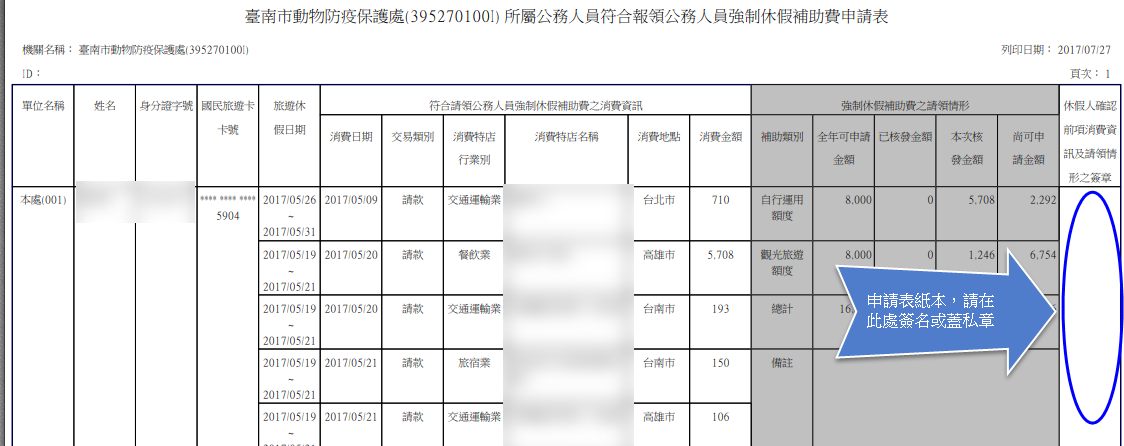 臺南市動物防疫保護處(395270100I) 所屬公務人員符合報領公務人員強制休假補助費申請表
機關名稱： 臺南市動物防疫保護處(395270100I)
列印日期： 2017/07/27
ID：
頁次： 1
單位名稱
姓名
身分證字號
國民旅遊卡
卡號
旅遊休
假日期
符合請領公務人員強制休假補助費之消費資訊
強制休假補助費之請領情形
休假人確認
前項消費資
訊及請領情
形之簽章
消費日期
交易類別
消費特店
行業別
消費特店名稱
消費地點
消費金額
補助類別
全年可申請
金額
已核發金額
本次核
發金額
尚可申
請金額
本處(001)
**** **** ****
5904
2017/05/26
~
2017/05/31
2017/05/09
請款
交通運輸業
台北市
710
自行運用
額度
8,000
0
5,708
2,292
2017/05/19
~
2017/05/21
2017/05/20
請款
餐飲業
高雄市
5,708
觀光旅遊
額度
8,000
0
1,246
6,754
2017/05/19
~
2017/05/21
2017/05/20
請款
交通運輸業
台南市
193
總計
申請表紙本，請在
此處簽名或蓋私章
2017/05/19
~
2017/05/21
2017/05/21
請款
旅宿業
台南市
150
備註
2017/05/19
~
2017/05/21
2017/05/21
請款
交通運輸業
高雄市
106